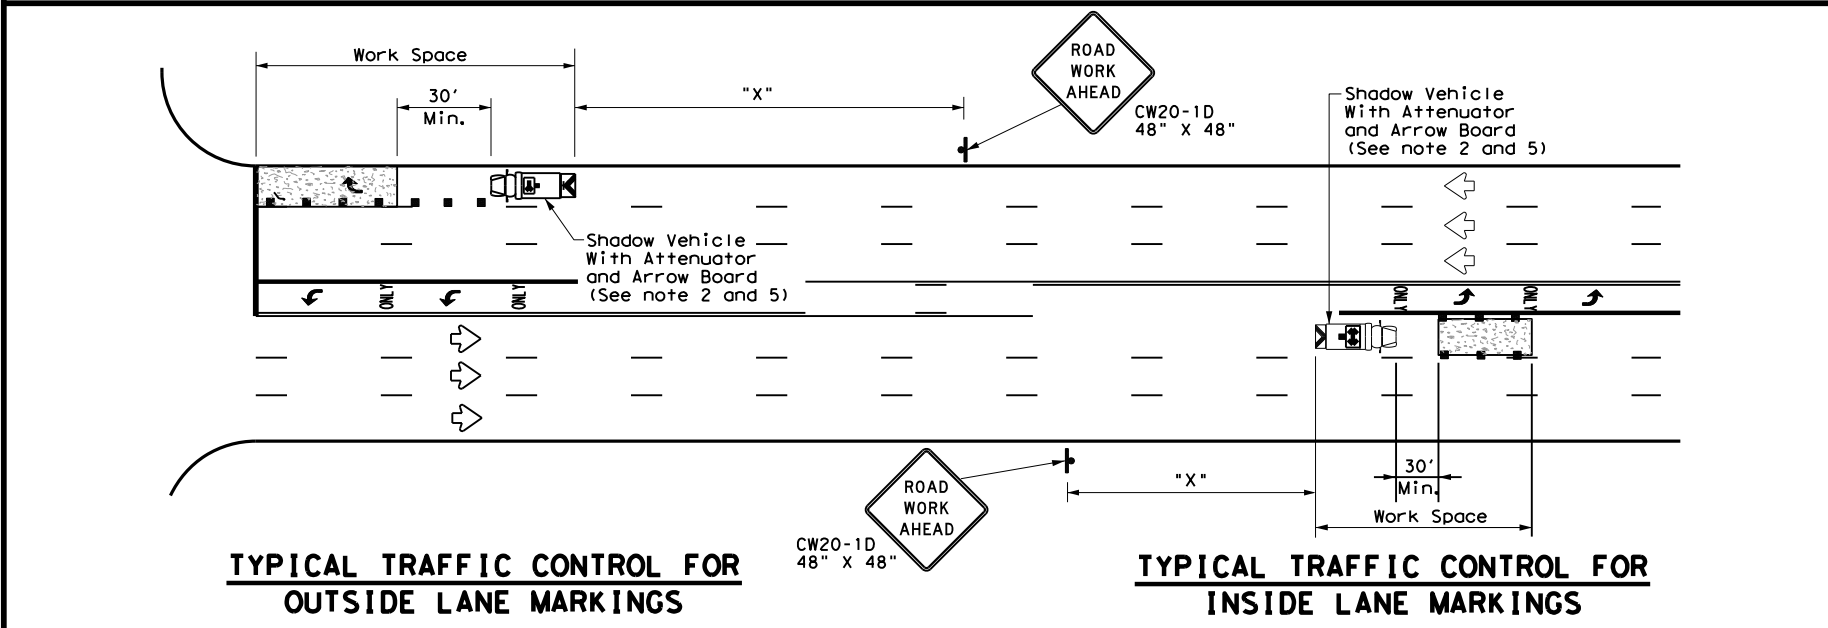 Work Space
30'
Min.
"X"
ROAD
WORK
AHEAD
CW20-1D
48" X 48"
Shadow Vehicle
With Attenuator
and Arrow Board
(See note 2 and 5)
Shadow Vehicle
With Attenuator
and Arrow Board
(See note 2 and 5)
ONLY
ONLY
ONLY
ONLY
ROAD
WORK
AHEAD
CW20-1D
48" X 48"
"X"
30'
Min.
Work Space
TYPICAL TRAFFIC CONTROL FOR
OUTSIDE LANE MARKINGS
TYPICAL TRAFFIC CONTROL FOR
INSIDE LANE MARKINGS